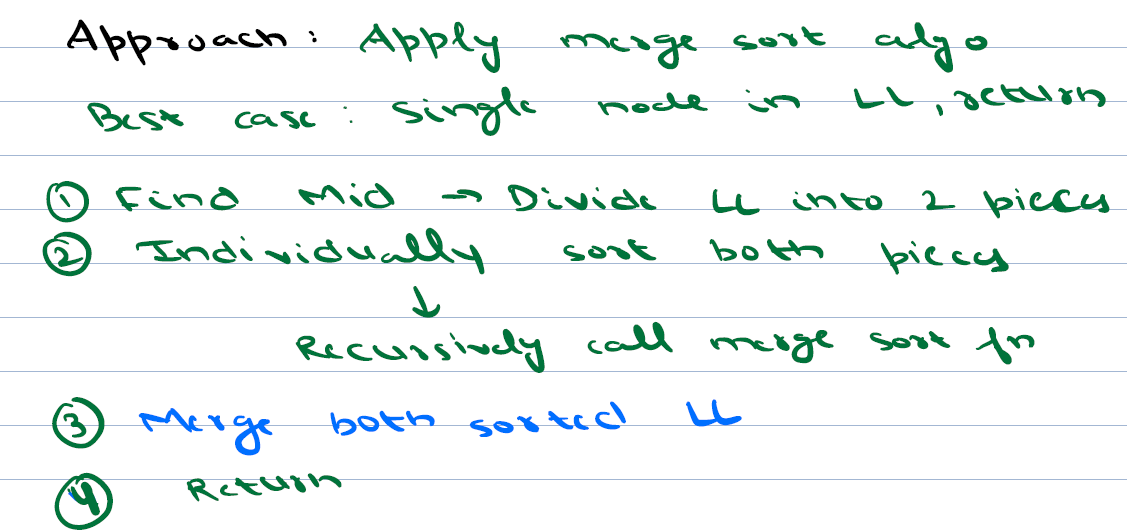 Approach: Apply merge sort algo
Best case: Single node in LL, return
① Find Mid → Divide LL into 2 pieces
② Individually sort both pieces
↓
Recurssively call merge sort fn
③ Merge both sorted LL
④ Return